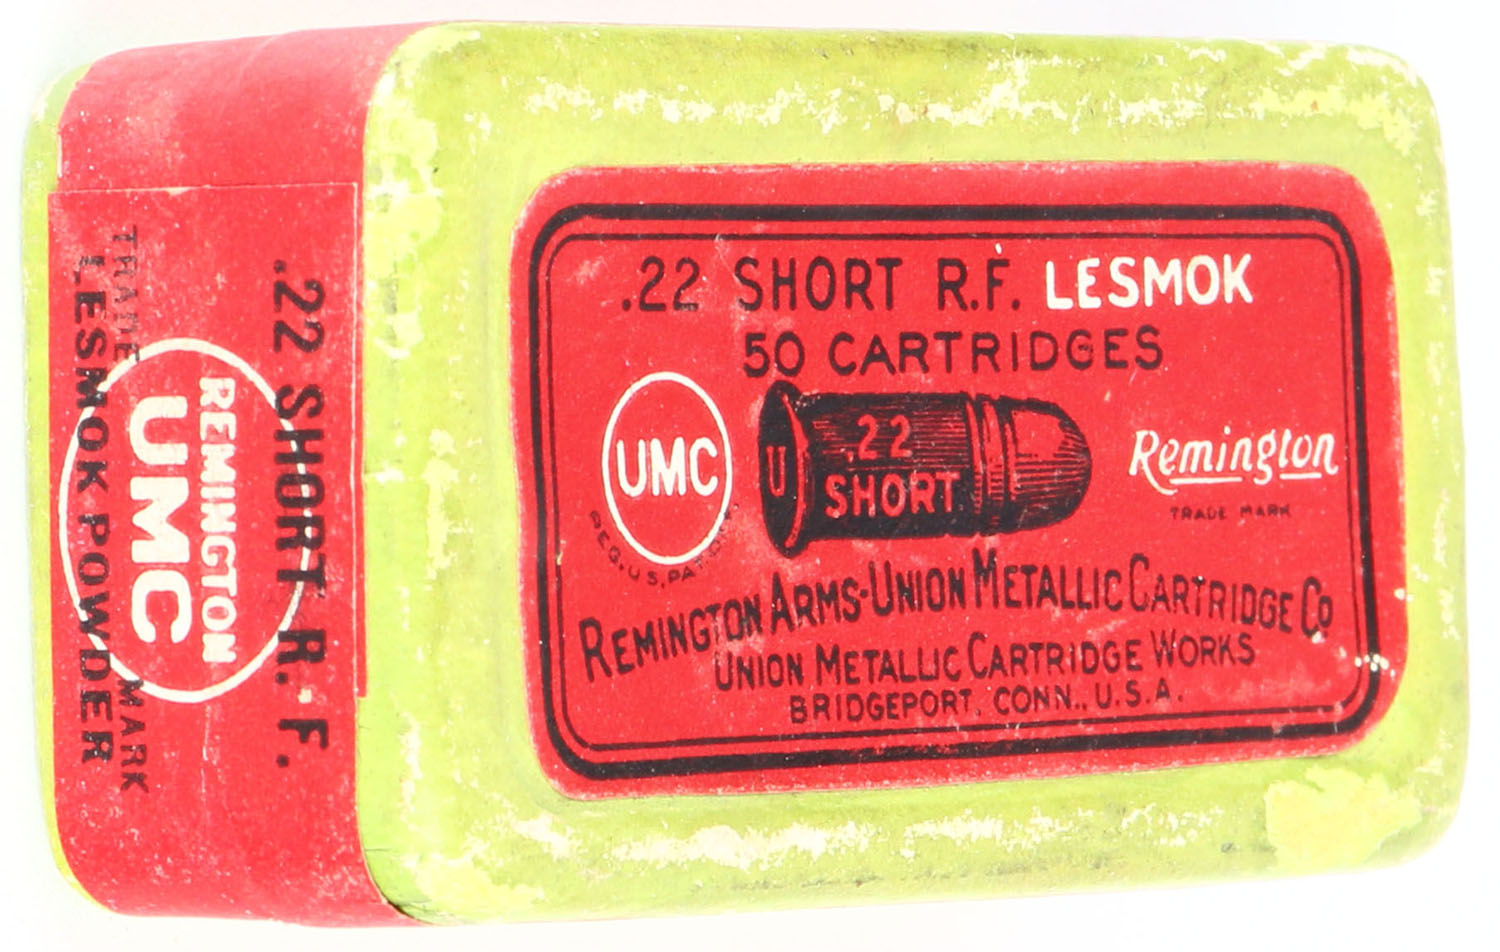 .22 SHORT R.F. LESMOK
50 CARTRIDGES
UMC
REG. U.S. PAT.
U
.22
SHORT
Remington
TRADE MARK
REMINGTON ARMS-UNION METALLIC CARTRIDGE CO
UNION METALLIC CARTRIDGE WORKS
BRIDGEPORT, CONN., U.S.A.
.22 SHORT R. F.
REMINGTON
UMC
TRADE MARK
LESMOK POWDER